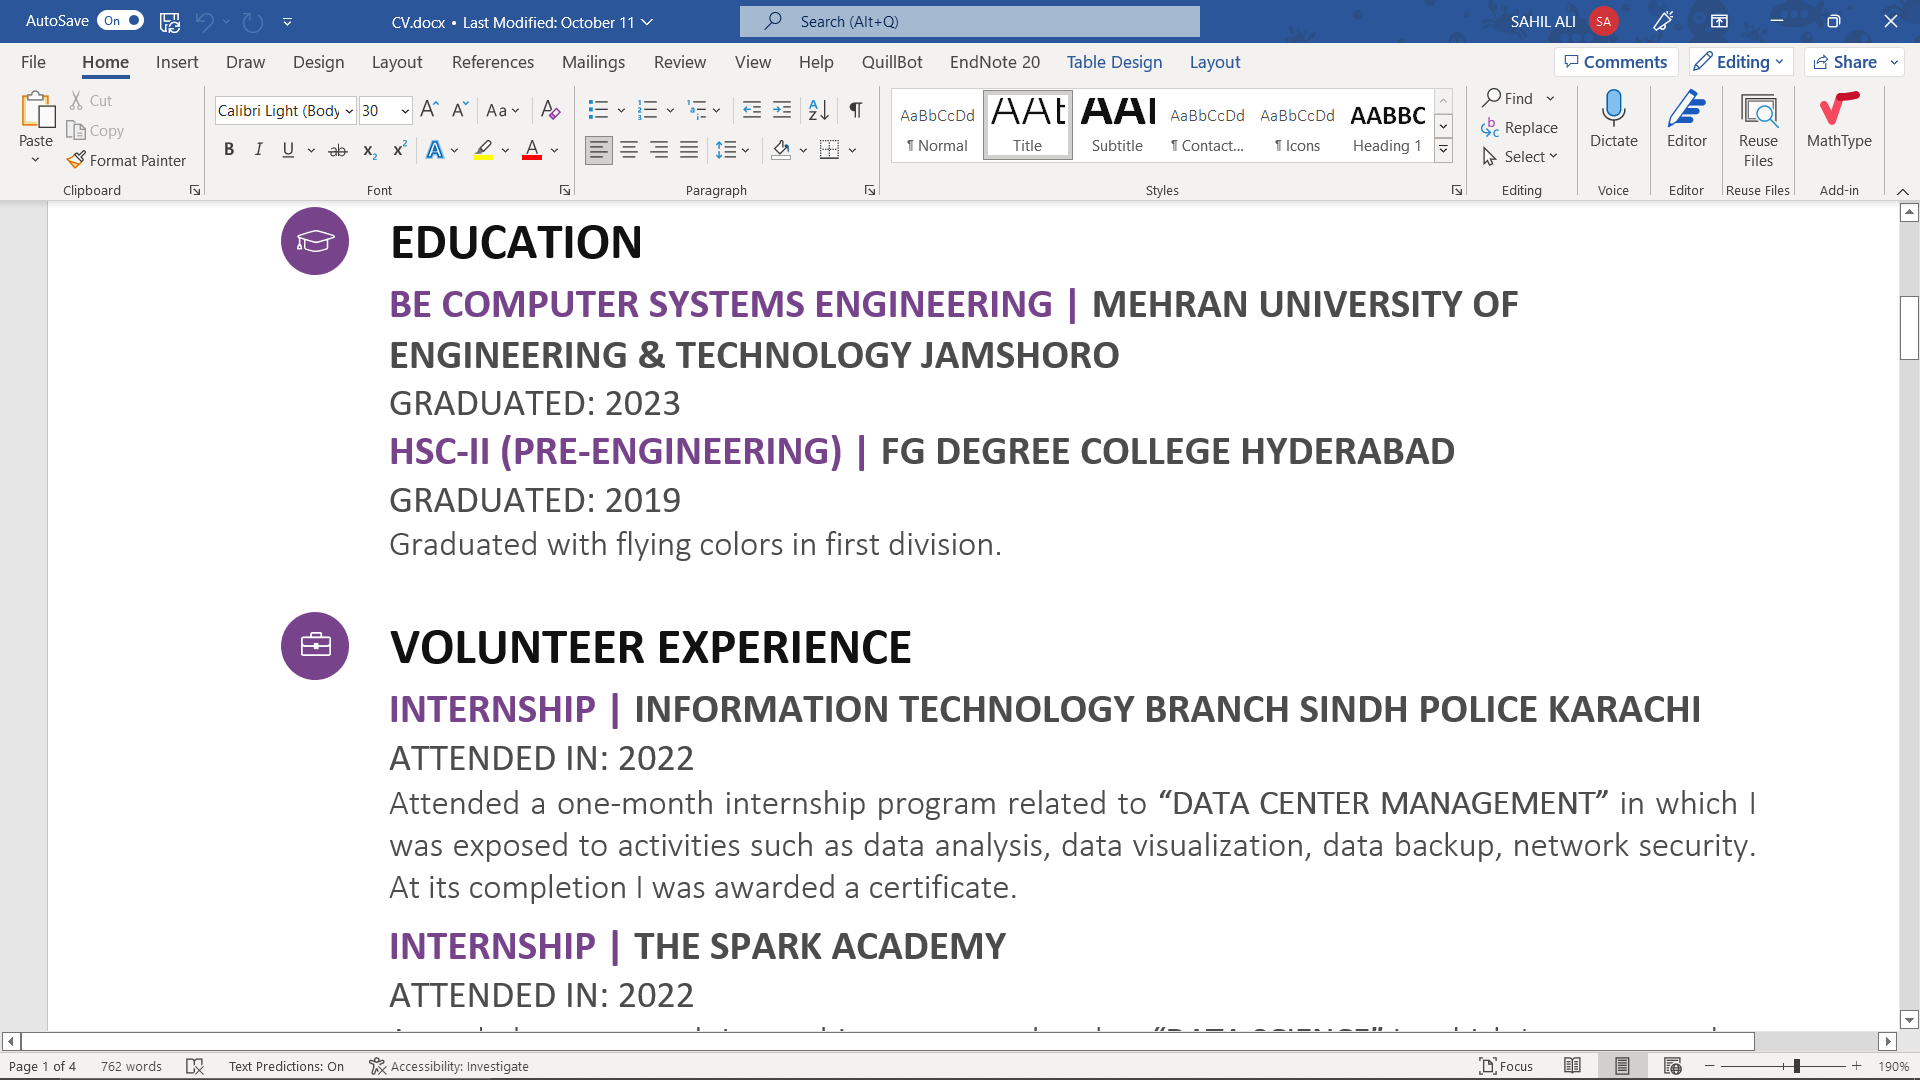 AutoSave On CV.docx • Last Modified: October 11 Search (Alt+Q) SAHIL ALI SA
File Home Insert Draw Design Layout References Mailings Review View Help QuillBot EndNote 20 Table Design Layout Comments Editing Share
Paste
Cut
Copy
Format Painter
Clipboard
Calibri Light (Body 30
Font
Paragraph
AaBbCcDd
¶ Normal
AAt
Title
AAI
Subtitle
AaBbCcDd
¶ Contact...
AaBbCcDd
¶ Icons
AABBC
Heading 1
Styles
Find
Replace
Select
Editing
Dictate
Voice
Editor
Editor
Reuse
Files
Reuse Files
MathType
Add-in
EDUCATION
BE COMPUTER SYSTEMS ENGINEERING | MEHRAN UNIVERSITY OF
ENGINEERING & TECHNOLOGY JAMSHORO
GRADUATED: 2023
HSC-II (PRE-ENGINEERING) | FG DEGREE COLLEGE HYDERABAD
GRADUATED: 2019
Graduated with flying colors in first division.
VOLUNTEER EXPERIENCE
INTERNSHIP | INFORMATION TECHNOLOGY BRANCH SINDH POLICE KARACHI
ATTENDED IN: 2022
Attended a one-month internship program related to “DATA CENTER MANAGEMENT” in which I
was exposed to activities such as data analysis, data visualization, data backup, network security.
At its completion I was awarded a certificate.
INTERNSHIP | THE SPARK ACADEMY
ATTENDED IN: 2022
“DATA SCIENCE”
Page 1 of 4 762 words Text Predictions: On Accessibility: Investigate Focus 190%